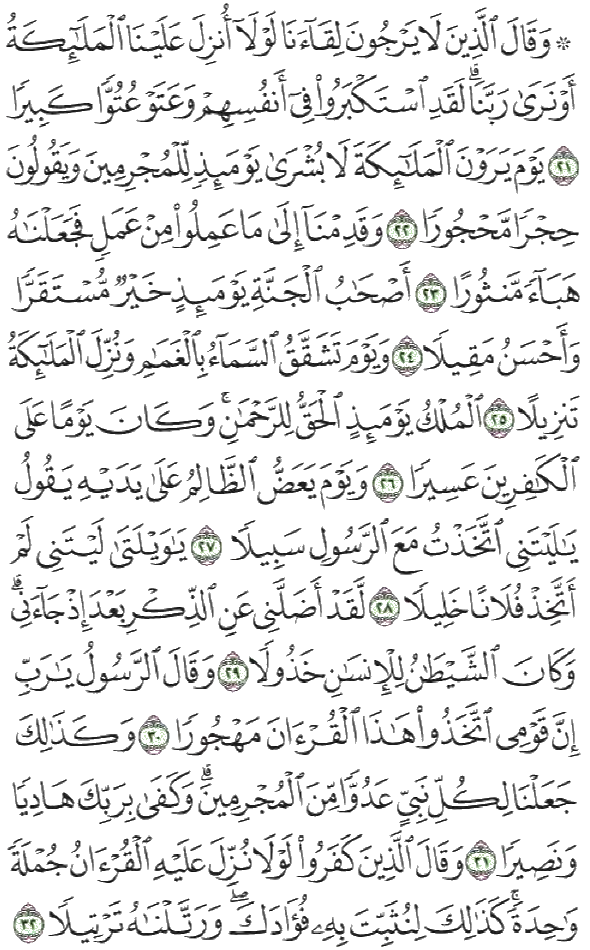 ۞ وَقَالَ ٱلَّذِينَ لَا يَرْجُونَ لِقَآءَنَا لَوْلَآ أُنزِلَ عَلَيْنَا ٱلْمَلَٰٓئِكَةُ
أَوْ نَرَىٰ رَبَّنَا ۗ لَقَدِ ٱسْتَكْبَرُوا۟ فِىٓ أَنفُسِهِمْ وَعَتَوْ عُتُوًّا كَبِيرًا
٢١ يَوْمَ يَرَوْنَ ٱلْمَلَٰٓئِكَةَ لَا بُشْرَىٰ يَوْمَئِذٍ لِّلْمُجْرِمِينَ وَيَقُولُونَ
حِجْرًا مَّحْجُورًا ٢٢ وَقَدِمْنَآ إِلَىٰ مَا عَمِلُوا۟ مِنْ عَمَلٍ فَجَعَلْنَٰهُ
هَبَآءً مَّنثُورًا ٢٣ أَصْحَٰبُ ٱلْجَنَّةِ يَوْمَئِذٍ خَيْرٌ مُّسْتَقَرًّا
وَأَحْسَنُ مَقِيلًا ٢٤ وَيَوْمَ تَشَقَّقُ ٱلسَّمَآءُ بِٱلْغَمَٰمِ وَنُزِّلَ ٱلْمَلَٰٓئِكَةُ
تَنزِيلًا ٢٥ ٱلْمُلْكُ يَوْمَئِذٍ ٱلْحَقُّ لِلرَّحْمَٰنِ ۚ وَكَانَ يَوْمًا عَلَى
ٱلْكَٰفِرِينَ عَسِيرًا ٢٦ وَيَوْمَ يَعَضُّ ٱلظَّالِمُ عَلَىٰ يَدَيْهِ يَقُولُ
يَٰلَيْتَنِى ٱتَّخَذْتُ مَعَ ٱلرَّسُولِ سَبِيلًا ٢٧ يَٰوَيْلَتَىٰ لَيْتَنِى لَمْ
أَتَّخِذْ فُلَانًا خَلِيلًا ٢٨ لَّقَدْ أَضَلَّنِى عَنِ ٱلذِّكْرِ بَعْدَ إِذْ جَآءَنِى ۗ
وَكَانَ ٱلشَّيْطَٰنُ لِلْإِنسَٰنِ خَذُولًا ٢٩ وَقَالَ ٱلرَّسُولُ يَٰرَبِّ
إِنَّ قَوْمِى ٱتَّخَذُوا۟ هَٰذَا ٱلْقُرْءَانَ مَهْجُورًا ٣٠ وَكَذَٰلِكَ
جَعَلْنَا لِكُلِّ نَبِىٍّ عَدُوًّا مِّنَ ٱلْمُجْرِمِينَ ۗ وَكَفَىٰ بِرَبِّكَ هَادِيًا
وَنَصِيرًا ٣١ وَقَالَ ٱلَّذِينَ كَفَرُوا۟ لَوْلَا نُزِّلَ عَلَيْهِ ٱلْقُرْءَانُ جُمْلَةً
وَٰحِدَةً ۚ كَذَٰلِكَ لِنُثَبِّتَ بِهِۦ فُؤَادَكَ ۖ وَرَتَّلْنَٰهُ تَرْتِيلًا ٣٢